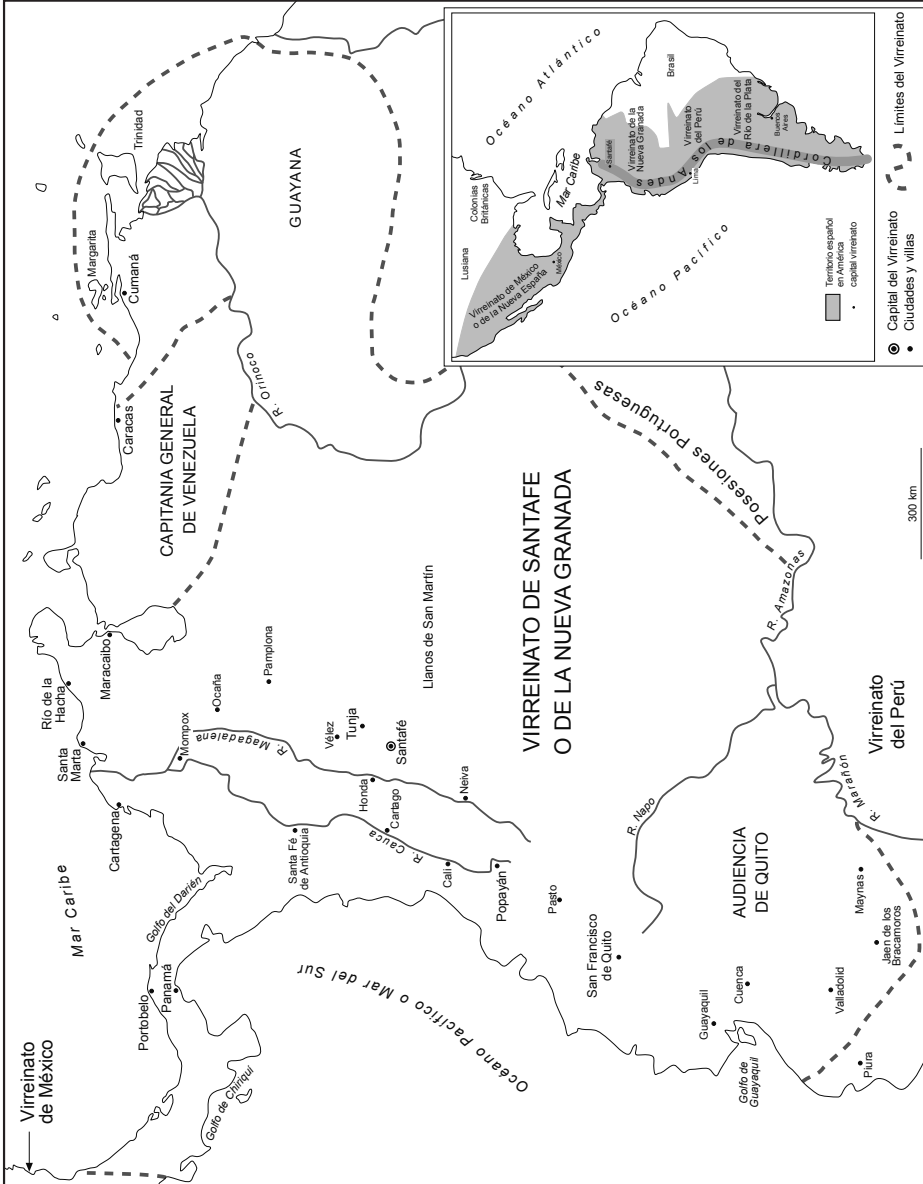 Virreinato
de México
Mar Caribe
Portobelo
Panamá
Golfo de Chiriquí
Golfo del Darién
Cartagena
Santa
Marta
Río de la
Hacha
Maracaibo
Mompox
Ocaña
Pamplona
R. Magdalena
Santa Fé
de Antioquia
R. Cauca
Vélez
Tunja
Santafé
Honda
Cartago
Neiva
Cali
Popayán
Pasto
San Francisco
de Quito
Océano Pacífico o Mar del Sur
Llanos de San Martín
CAPITANIA GENERAL
DE VENEZUELA
Caracas
Cumaná
Margarita
Trinidad
R. Orinoco
GUAYANA
VIRREINATO DE SANTAFE
O DE LA NUEVA GRANADA
Posesiones Portuguesas
R. Amazonas
R. Napo
R. Marañón
Virreinato
del Perú
AUDIENCIA
DE QUITO
Guayaquil
Cuenca
Golfo de
Guayaquil
Maynas
Valladolid
Jaen de los
Bracamoros
Piura
300 km
Océano Atlántico
Colonias
Británicas
Lusiana
Mar Caribe
Virreinato de México
o de la Nueva España
México
Santafé
Virreinato de la
Nueva Granada
Brasil
Virreinato
del Perú
Lima
Cordillera de los Andes
Virreinato del
Río de la Plata
Buenos
Aires
Océano Pacífico
Territorio español
en América
capital virreinato
Capital del Virreinato
Ciudades y villas
Límites del Virreinato